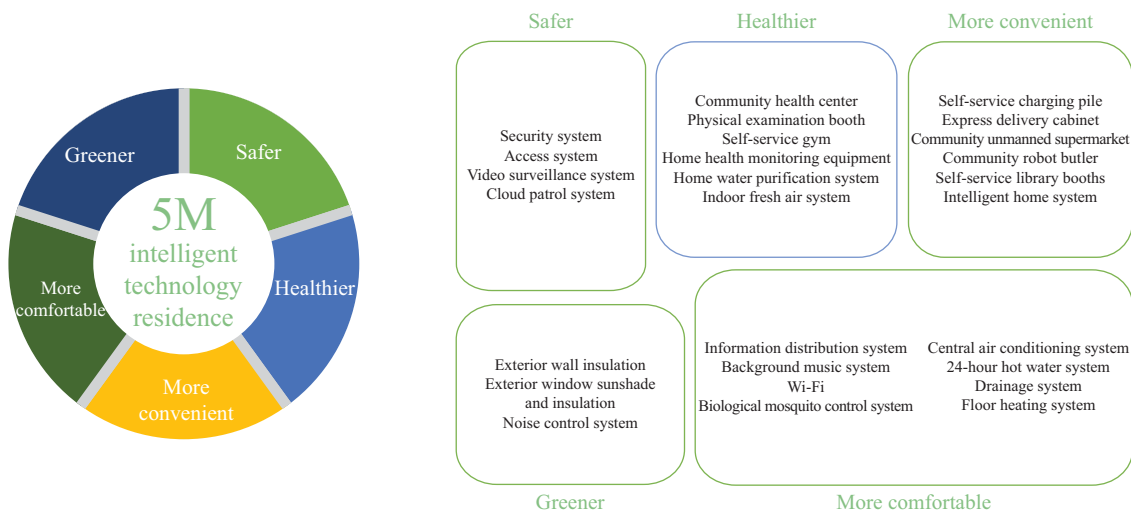 Greener
Safer
Healthier
More
convenient
More
comfortable
5M
intelligent
technology
residence
Safer
Security system
Access system
Video surveillance system
Cloud patrol system
Healthier
Community health center
Physical examination booth
Self-service gym
Home health monitoring equipment
Home water purification system
Indoor fresh air system
More convenient
Self-service charging pile
Express delivery cabinet
Community unmanned supermarket
Community robot butler
Self-service library booths
Intelligent home system
Exterior wall insulation
Exterior window sunshade
and insulation
Noise control system
Greener
Information distribution system
Background music system
Wi-Fi
Biological mosquito control system
Central air conditioning system
24-hour hot water system
Drainage system
Floor heating system
More comfortable